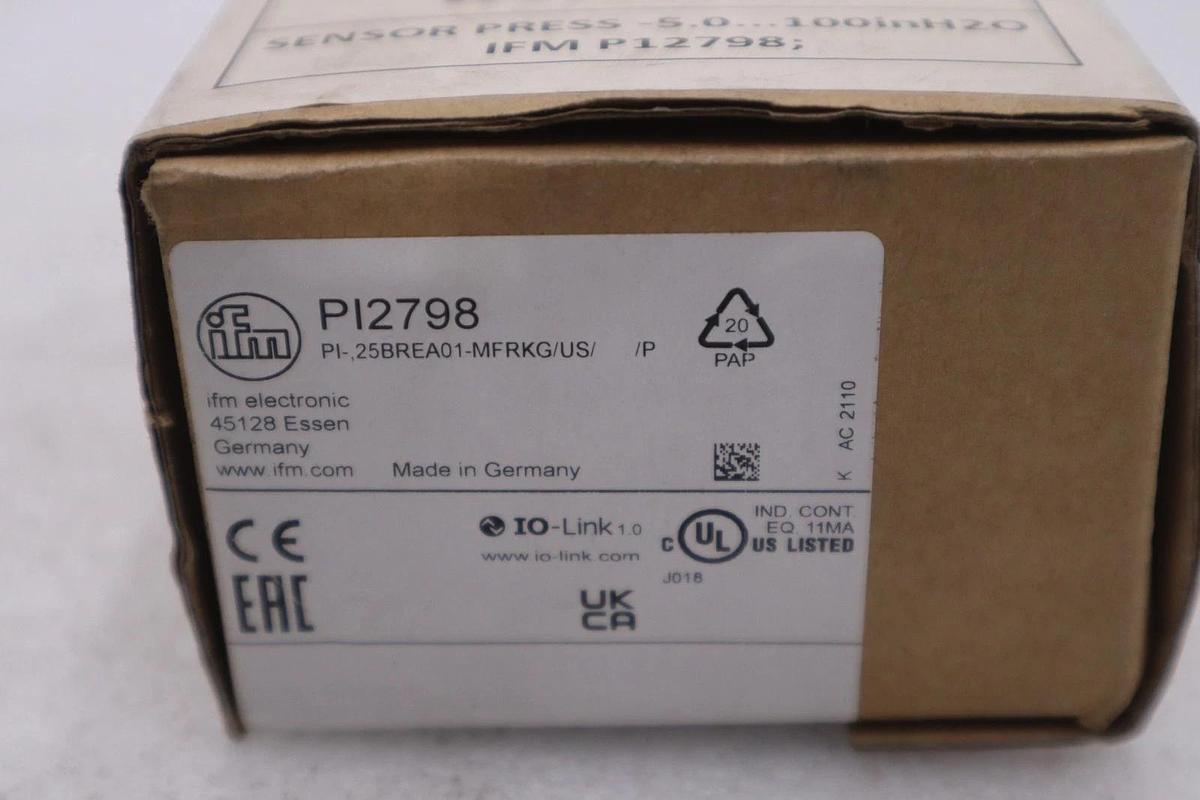 SENSOR PRESS -5.0...100inH2O
IFM P12798;
ifm
PI2798
PI-,25BREA01-MFRKG/US/ /P
20
PAP
ifm electronic
45128 Essen
Germany
www.ifm.com
Made in Germany
K AC 2110
CE
EAC
IO-Link 1.0
www.io-link.com
C UL US LISTED
IND. CONT.
EQ. 11MA
J018
UK
CA